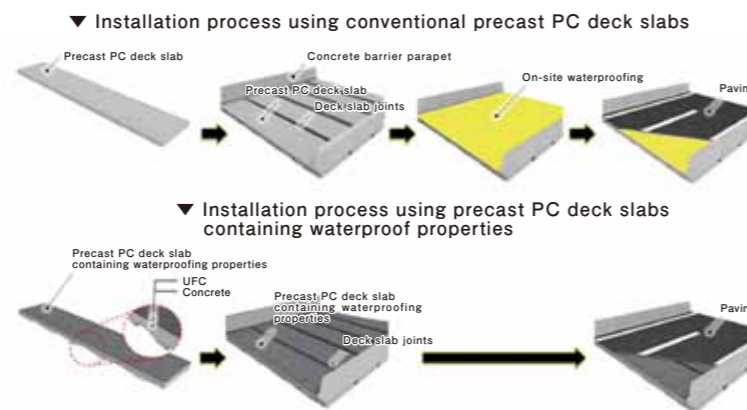 ▼ Installation process using conventional precast PC deck slabs
Precast PC deck slab
Concrete barrier parapet
Precast PC deck slab
Deck slab joints
On-site waterproofing
▼ Installation process using precast PC deck slabs
containing waterproof properties
Precast PC deck slab
containing waterproofing properties
UFC
Concrete
Precast PC deck slab
containing waterproofing
properties
Deck slab joints